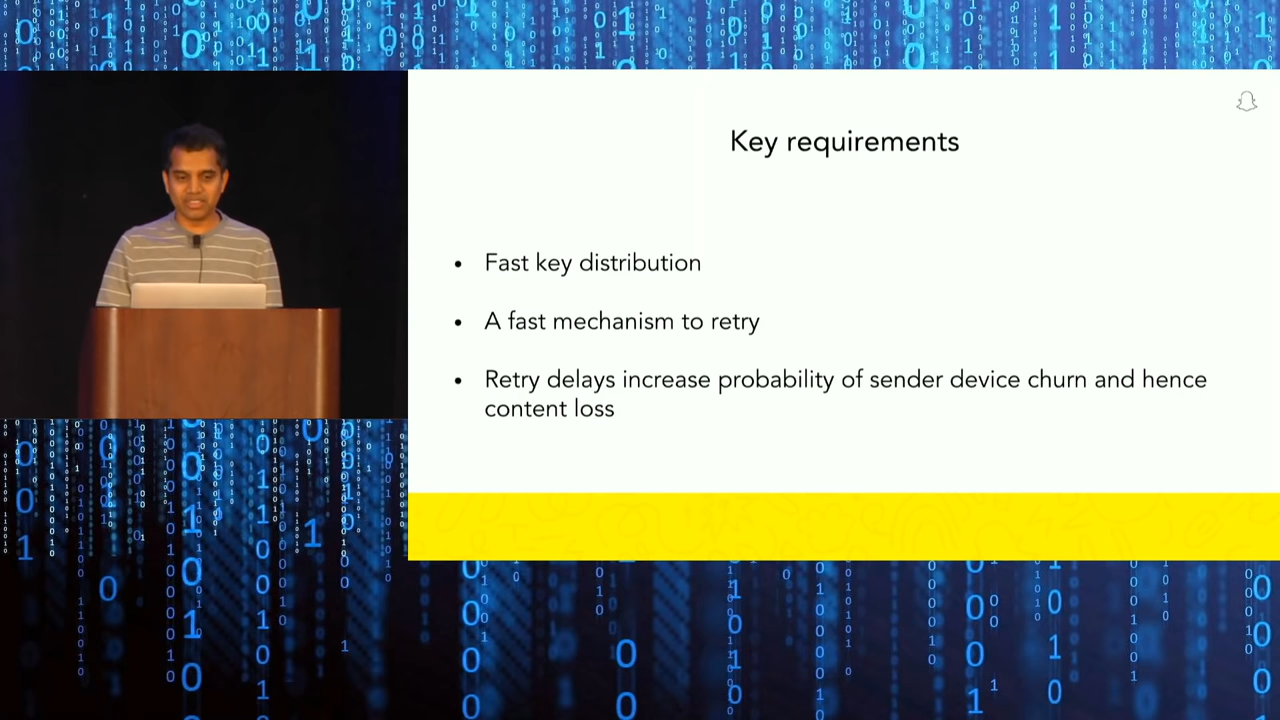 Key requirements
• Fast key distribution
• A fast mechanism to retry
• Retry delays increase probability of sender device churn and hence
content loss